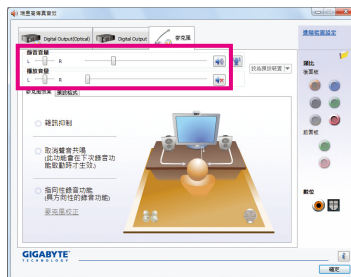 瑞昱高傳真音效
Digital Output(Optical)
Digital Output
麥克風
進階裝置設定
錄音音量
L R
設為預設裝置
播放音量
L R
麥克風效果
預設格式
類比
後面板
雜訊抑制
取消聲音共鳴
(此功能會在下次錄音功
能啟動時才生效.)
前面板
指向性錄音功能
(具方向性的錄音功能)
麥克風校正
數位
GIGABYTE
TECHNOLOGY
確定